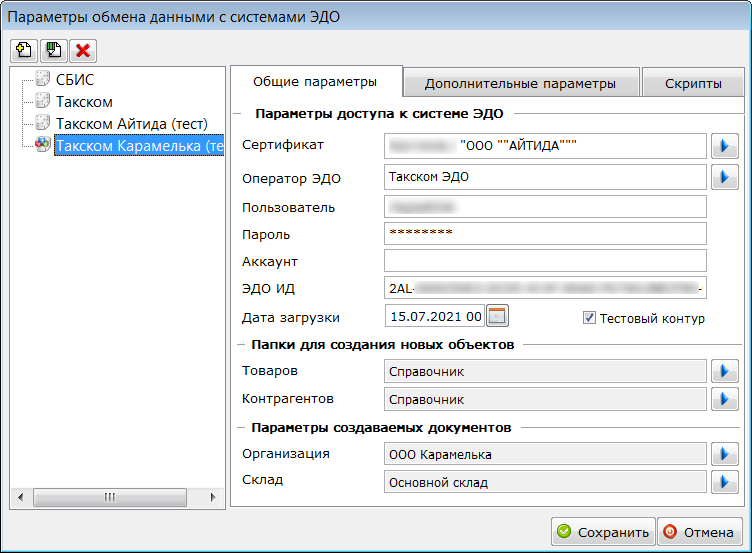 Параметры обмена данными с системами ЭДО
СБИС
Такском
Такском Айтида (тест)
Такском Карамелька (те
Общие параметры
Дополнительные параметры
Скрипты
Параметры доступа к системе ЭДО
Сертификат "ООО ""АЙТИДА"""
Оператор ЭДО Такском ЭДО
Пользователь
Пароль ********
Аккаунт
ЭДО ИД 2AL-
Дата загрузки 15.07.2021 00 Тестовый контур
Папки для создания новых объектов
Товаров Справочник
Контрагентов Справочник
Параметры создаваемых документов
Организация ООО Карамелька
Склад Основной склад
Сохранить Отмена